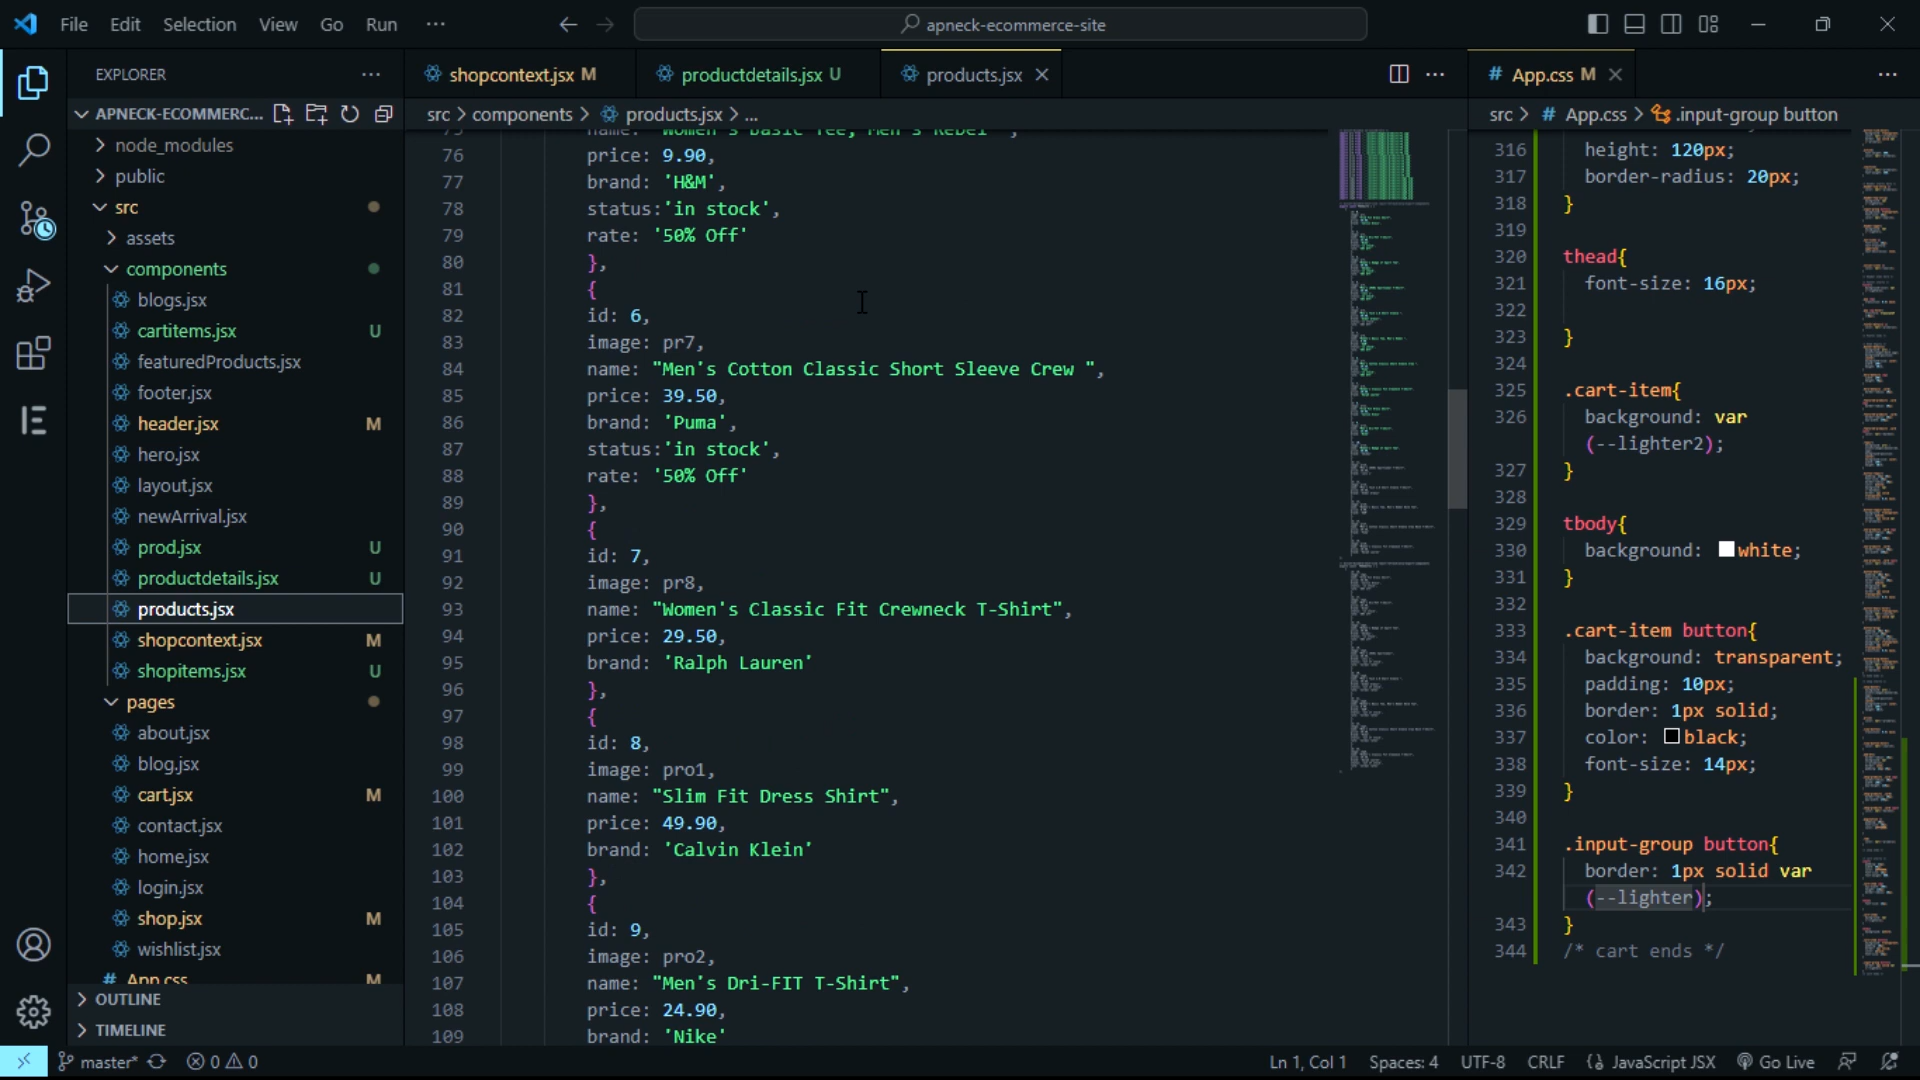 File Edit Selection View Go Run ···
apneck-ecommerce-site
EXPLORER ···
APNECK-ECOMMERC...
node_modules
public
src
assets
components
blogs.jsx
cartitems.jsx U
featuredProducts.jsx
footer.jsx
header.jsx M
hero.jsx
layout.jsx
newArrival.jsx
prod.jsx U
productdetails.jsx U
products.jsx
shopcontext.jsx M
shopitems.jsx U
pages
about.jsx
blog.jsx
cart.jsx M
contact.jsx
home.jsx
login.jsx
shop.jsx M
wishlist.jsx
# App.css M
OUTLINE
TIMELINE
shopcontext.jsx M productdetails.jsx U products.jsx
src > components > products.jsx > ...
75 name: "Women's Basic Tee, Men's Rebel ",
76 price: 9.90,
77 brand: 'H&M',
78 status:'in stock',
79 rate: '50% Off'
80 },
81 {
82 id: 6,
83 image: pr7,
84 name: "Men's Cotton Classic Short Sleeve Crew ",
85 price: 39.50,
86 brand: 'Puma',
87 status:'in stock',
88 rate: '50% Off'
89 },
90 {
91 id: 7,
92 image: pr8,
93 name: "Women's Classic Fit Crewneck T-Shirt",
94 price: 29.50,
95 brand: 'Ralph Lauren'
96 },
97 {
98 id: 8,
99 image: pro1,
100 name: "Slim Fit Dress Shirt",
101 price: 49.90,
102 brand: 'Calvin Klein'
103 },
104 {
105 id: 9,
106 image: pro2,
107 name: "Men's Dri-FIT T-Shirt",
108 price: 24.90,
109 brand: 'Nike'
# App.css M
src > # App.css > .input-group button
316 height: 120px;
317 border-radius: 20px;
318 }
319
320 thead{
321 font-size: 16px;
322
323 }
324
325 .cart-item{
326 background: var
(--lighter2);
327 }
328
329 tbody{
330 background: white;
331 }
332
333 .cart-item button{
334 background: transparent;
335 padding: 10px;
336 border: 1px solid;
337 color: black;
338 font-size: 14px;
339 }
340
341 .input-group button{
342 border: 1px solid var
(--lighter);
343 }
344 /* cart ends */
master* 0 0
Ln 1, Col 1 Spaces: 4 UTF-8 CRLF {} JavaScript JSX Go Live